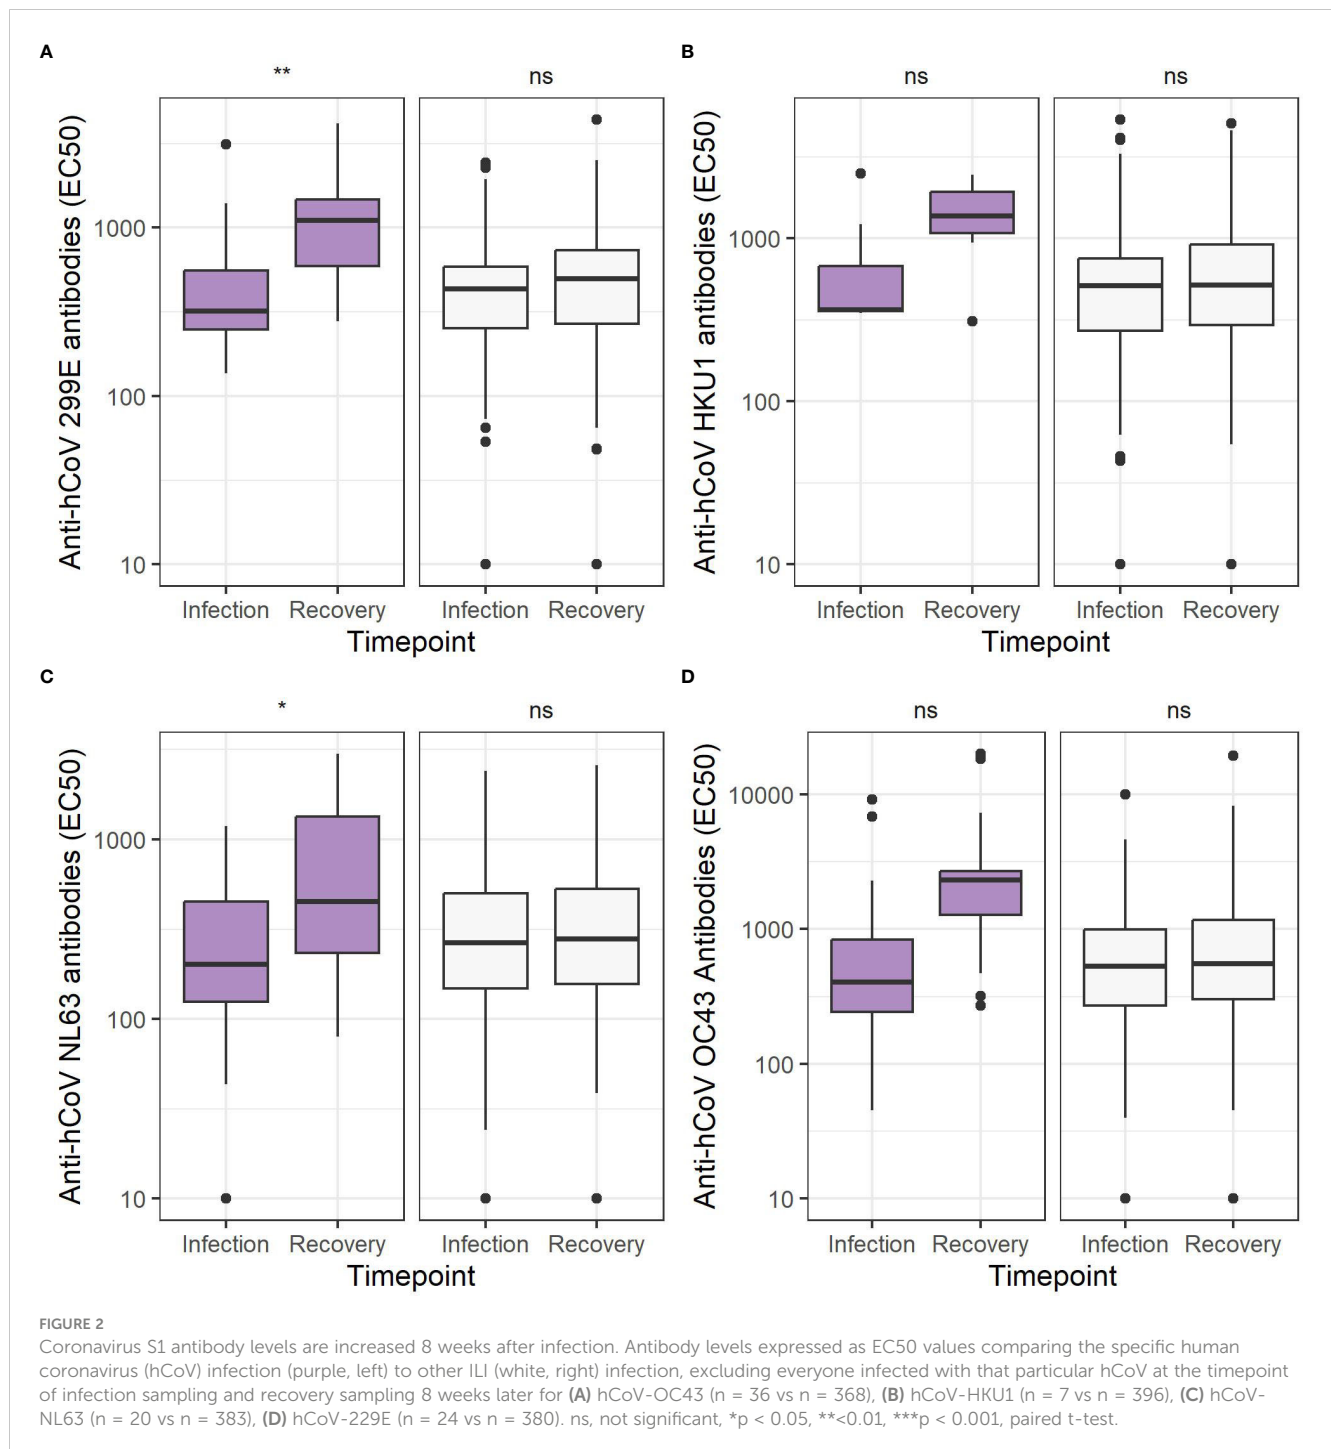 A
**
ns
Anti-hCoV 299E antibodies (EC50)
1000
100
10
Infection Recovery
Infection Recovery
Timepoint
B
ns
ns
Anti-hCoV HKU1 antibodies (EC50)
1000
100
10
Infection Recovery
Infection Recovery
Timepoint
C
*
ns
Anti-hCoV NL63 antibodies (EC50)
1000
100
10
Infection Recovery
Infection Recovery
Timepoint
D
ns
ns
Anti-hCoV OC43 Antibodies (EC50)
10000
1000
100
10
Infection Recovery
Infection Recovery
Timepoint
FIGURE 2
Coronavirus S1 antibody levels are increased 8 weeks after infection. Antibody levels expressed as EC50 values comparing the specific human
coronavirus (hCoV) infection (purple, left) to other ILI (white, right) infection, excluding everyone infected with that particular hCoV at the timepoint
of infection sampling and recovery sampling 8 weeks later for (A) hCoV-OC43 (n = 36 vs n = 368), (B) hCoV-HKU1 (n = 7 vs n = 396), (C) hCoV-
NL63 (n = 20 vs n = 383), (D) hCoV-229E (n = 24 vs n = 380). ns, not significant, *p < 0.05, **<0.01, ***p < 0.001, paired t-test.